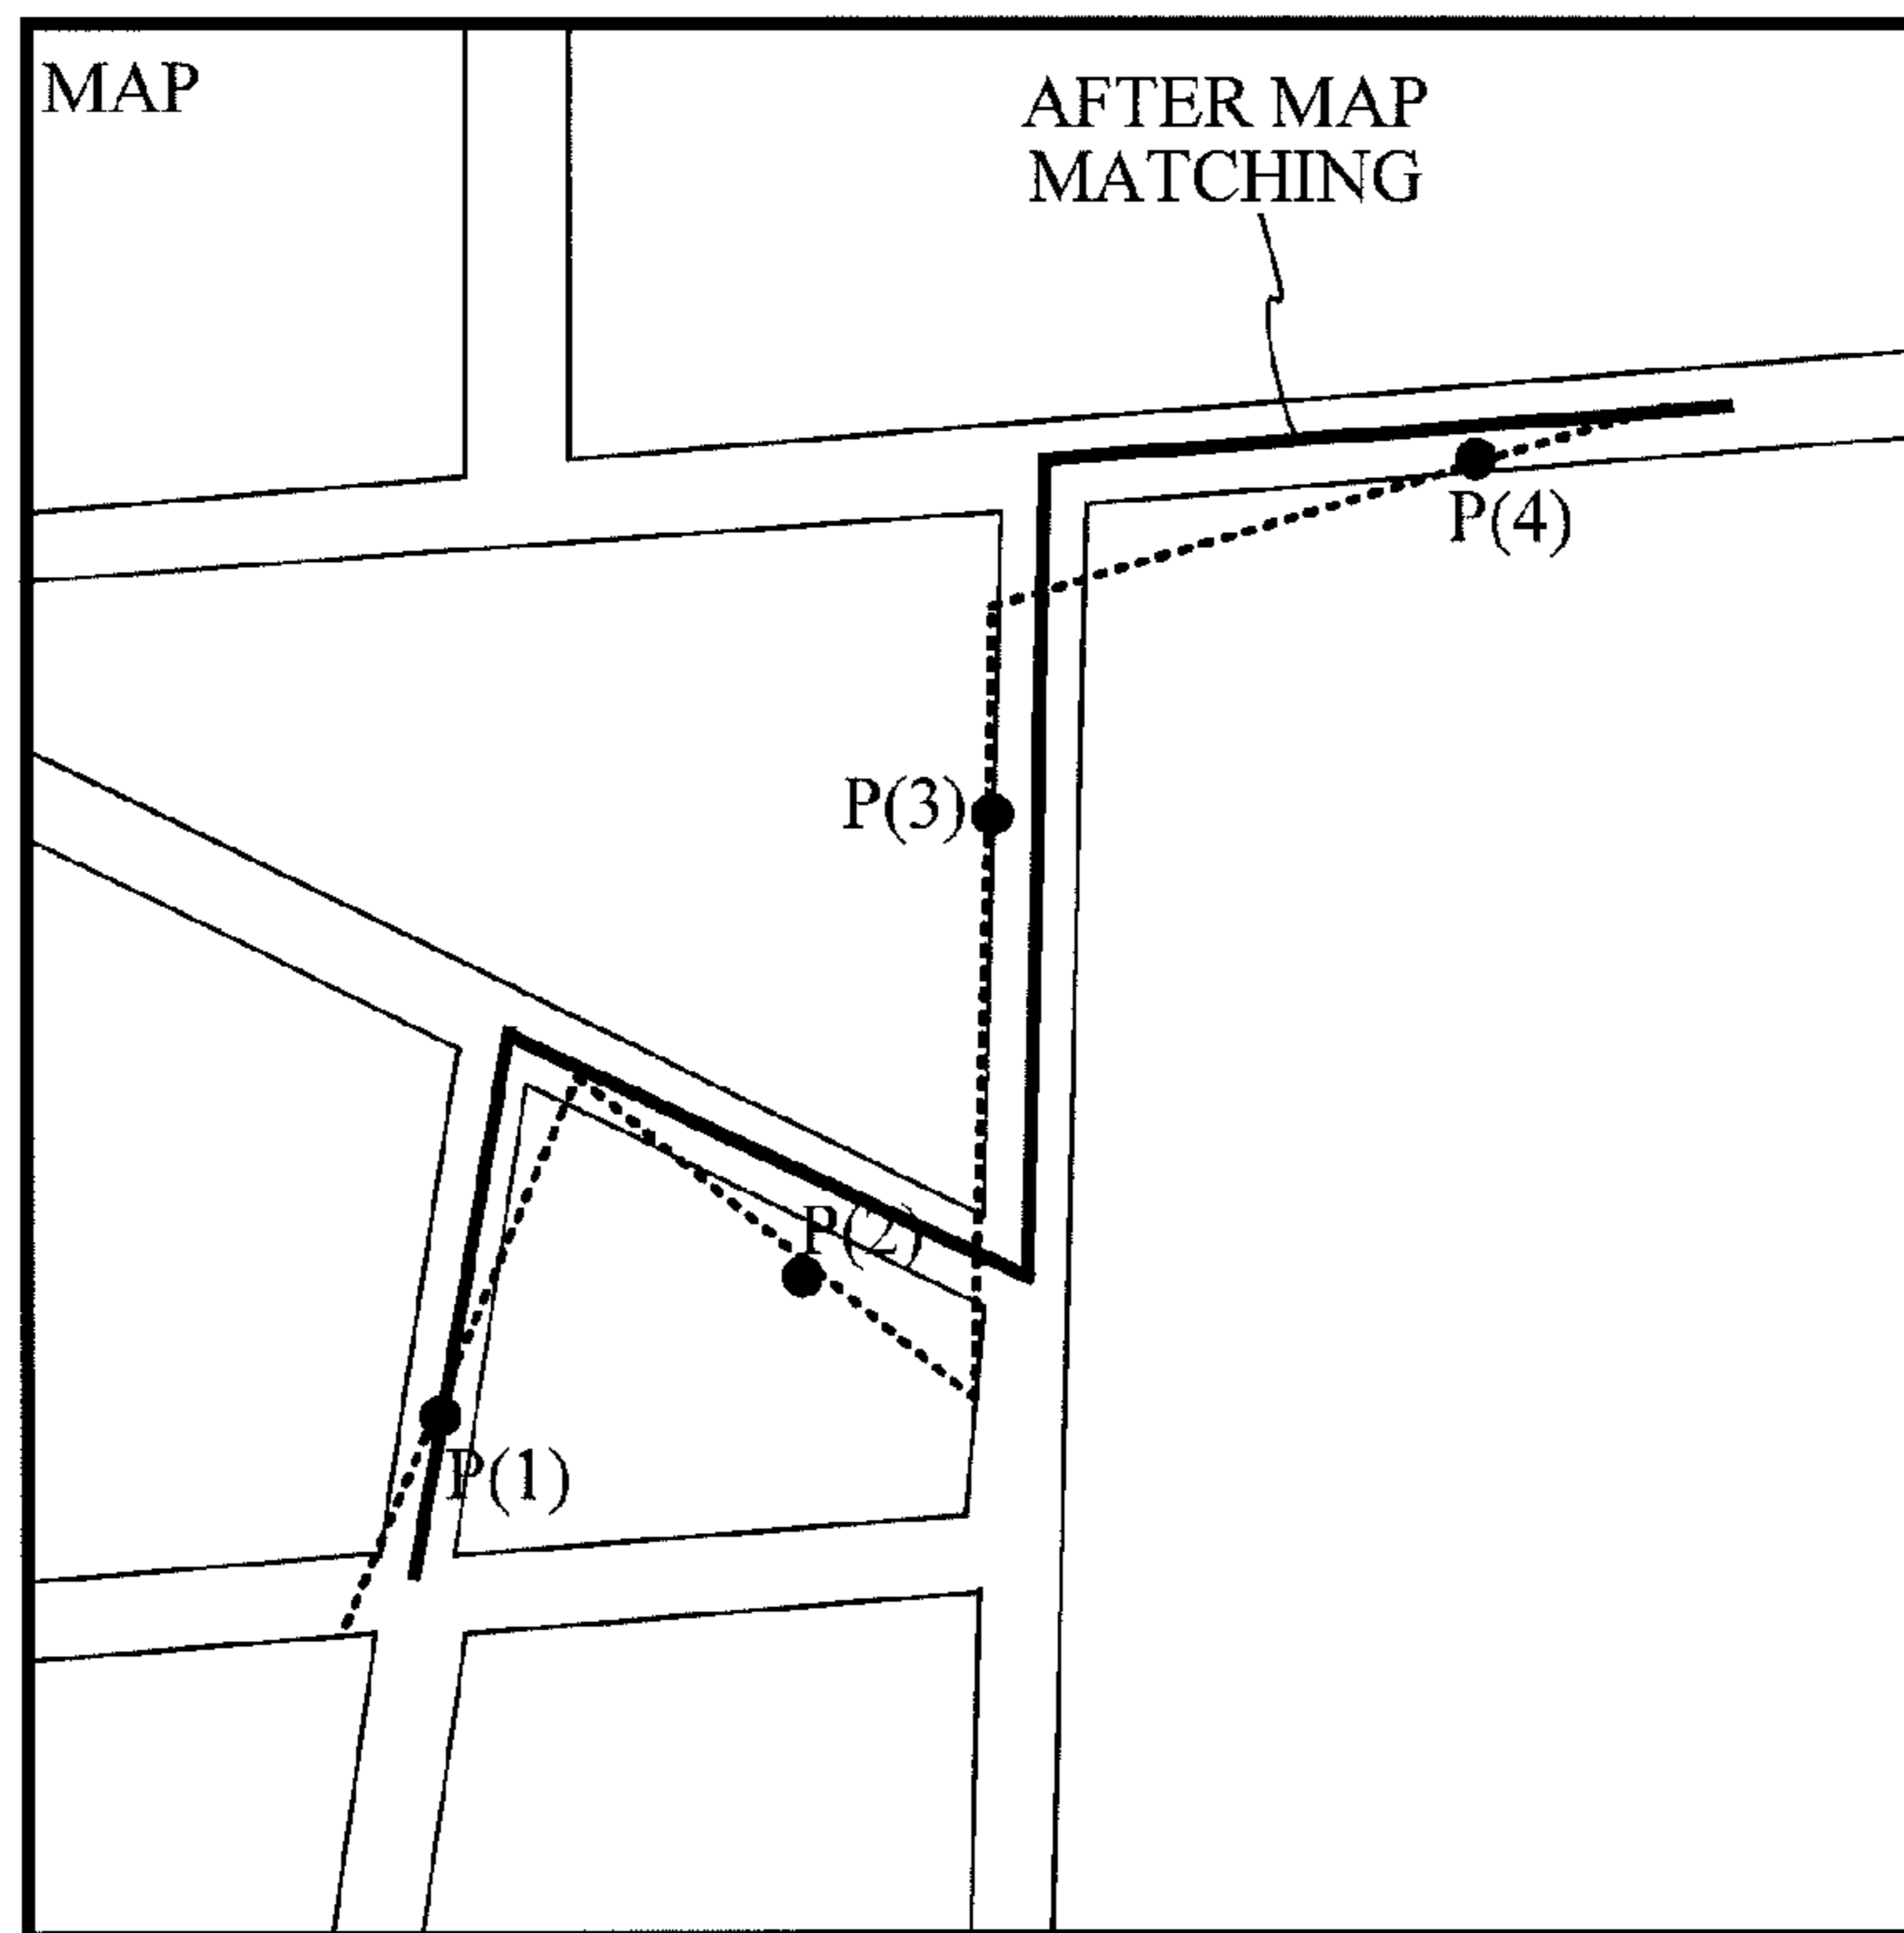 MAP
AFTER MAP
MATCHING
P(4)
P(3)
P(2)
P(1)